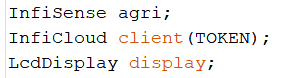 InfiSense agri;
InfiCloud client(TOKEN);
LcdDisplay display;